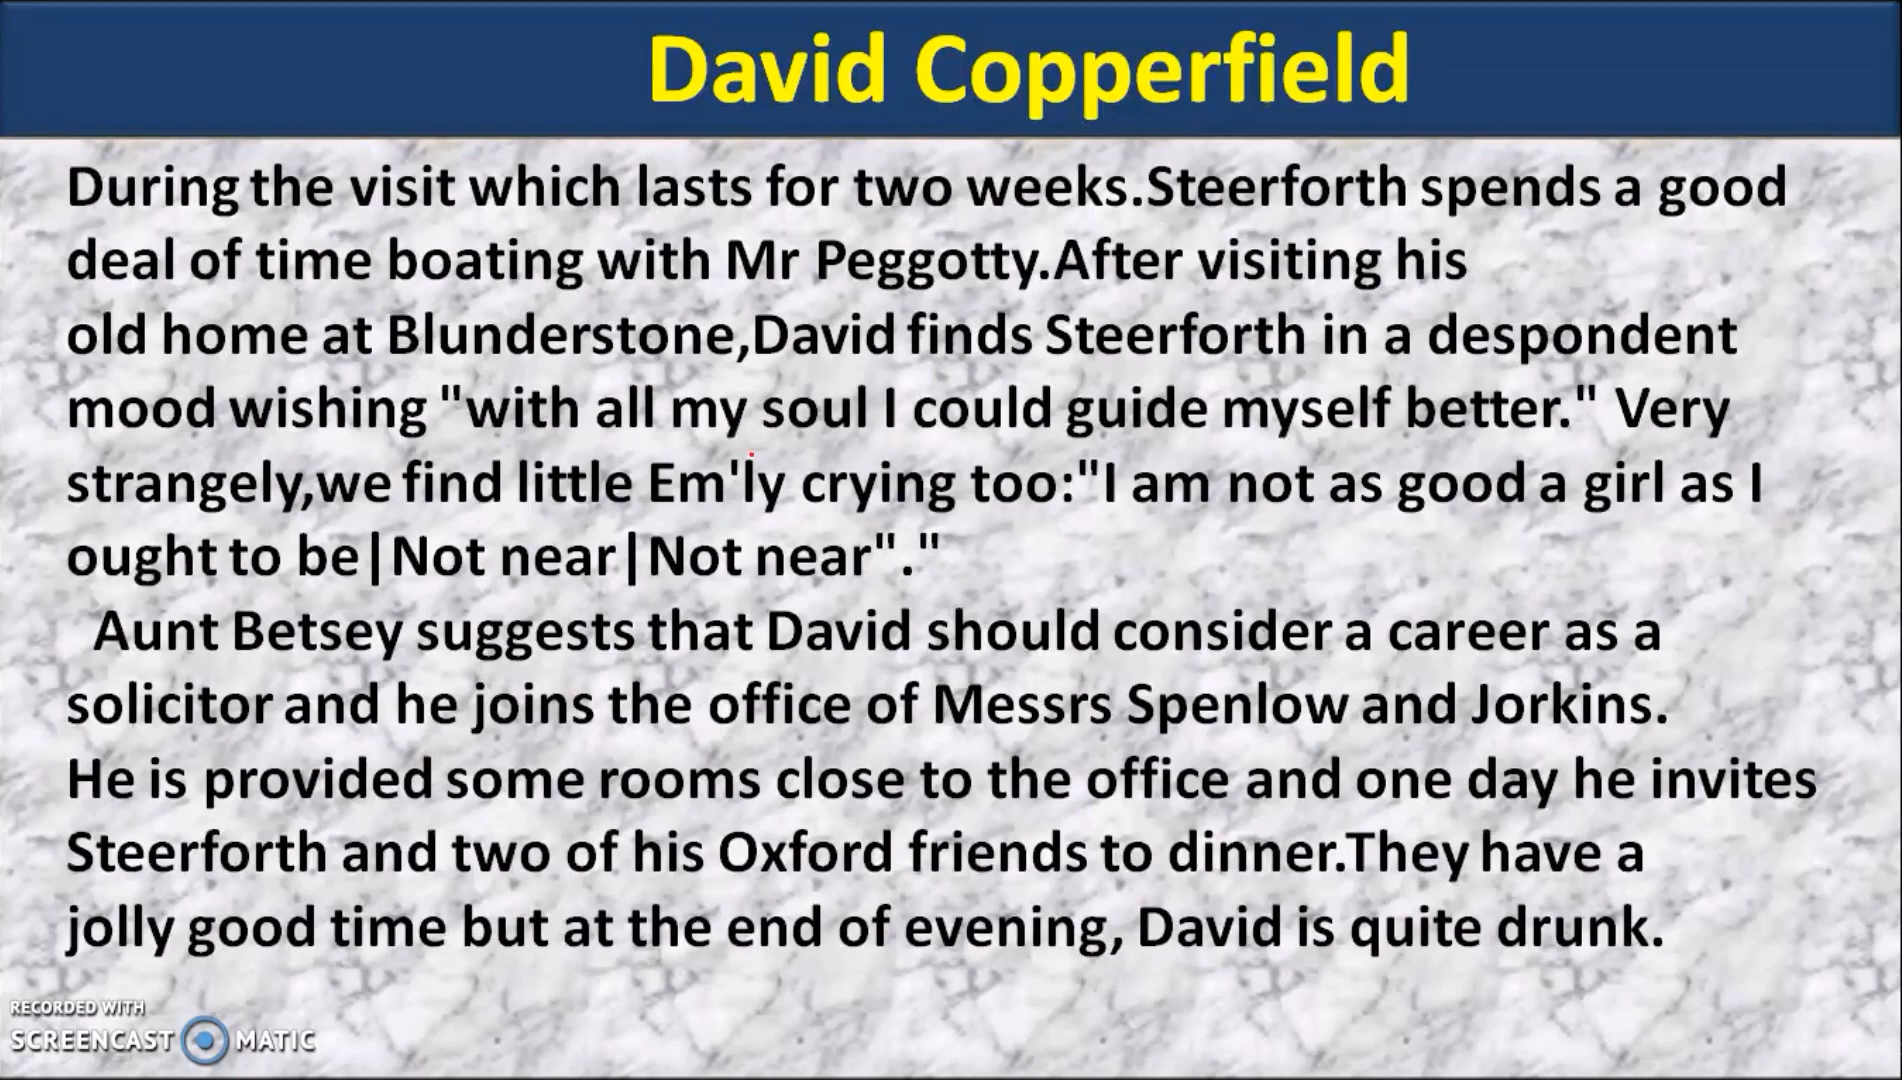 David Copperfield
During the visit which lasts for two weeks.Steerforth spends a good
deal of time boating with Mr Peggotty.After visiting his
old home at Blunderstone,David finds Steerforth in a despondent
mood wishing "with all my soul I could guide myself better." Very
strangely,we find little Em'ly crying too:"I am not as good a girl as I
ought to be|Not near|Not near"."
Aunt Betsey suggests that David should consider a career as a
solicitor and he joins the office of Messrs Spenlow and Jorkins.
He is provided some rooms close to the office and one day he invites
Steerforth and two of his Oxford friends to dinner.They have a
jolly good time but at the end of evening, David is quite drunk.
RECORDED WITH
SCREENCAST MATIC